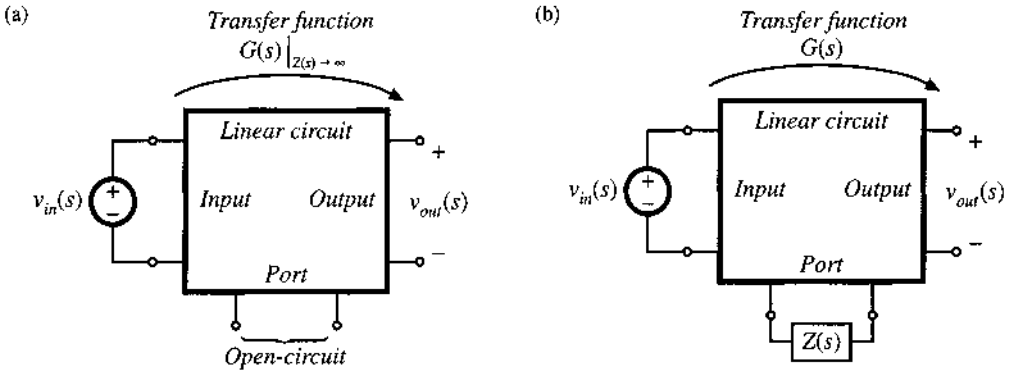 (a)
Transfer function
G(s)|Z(s) → ∞
Linear circuit
+
+
−
v_in(s)
Input
Output
v_out(s)
−
Port
Open-circuit
(b)
Transfer function
G(s)
Linear circuit
+
+
−
v_in(s)
Input
Output
v_out(s)
−
Port
Z(s)